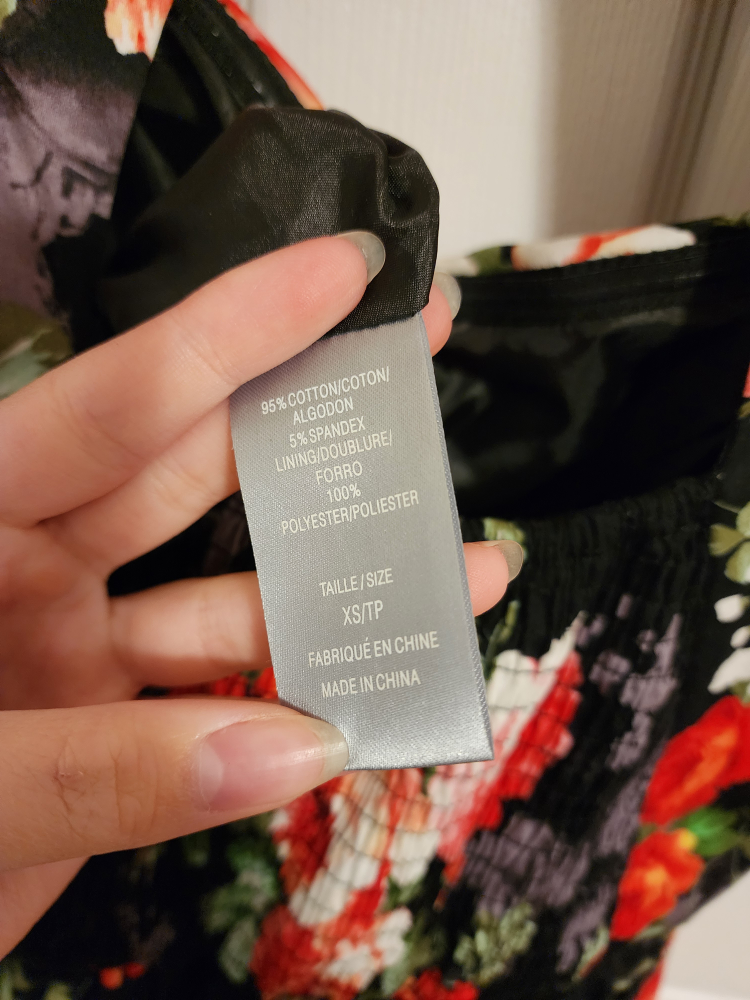 95% COTTON/COTON/
ALGODON
5% SPANDEX
LINING/DOUBLURE/
FORRO
100%
POLYESTER/POLIESTER
TAILLE/SIZE
XS/TP
FABRIQUÉ EN CHINE
MADE IN CHINA